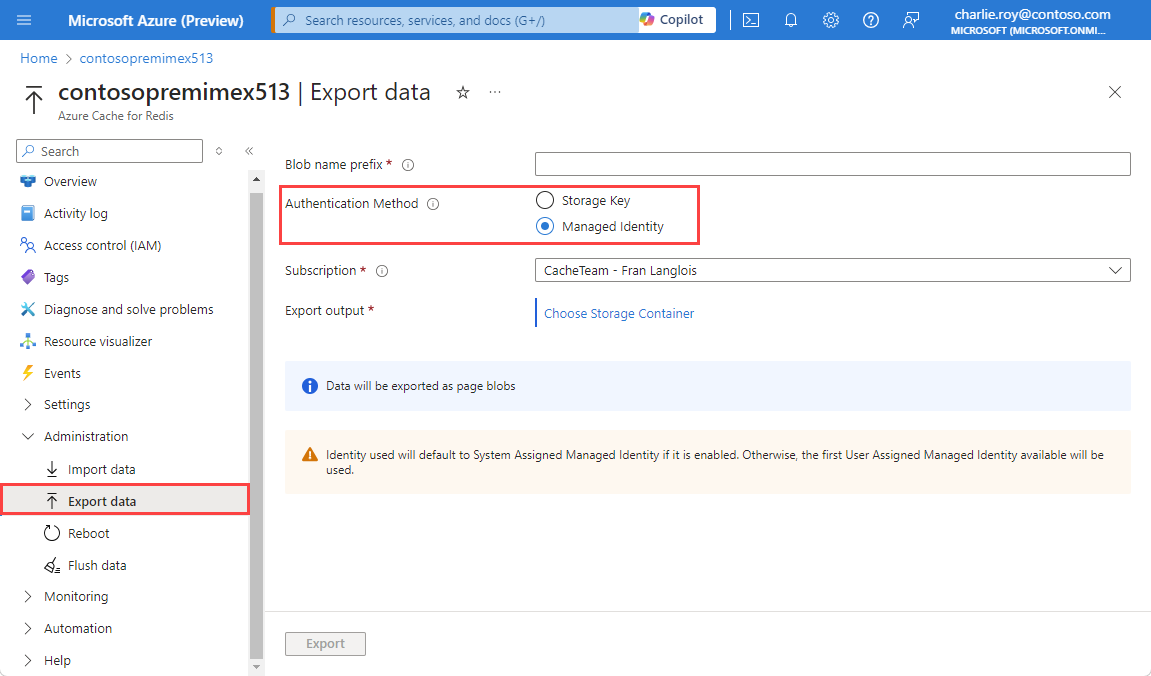 Microsoft Azure (Preview)
Search resources, services, and docs (G+/)
Copilot
charlie.roy@contoso.com
MICROSOFT (MICROSOFT.ONMI...
Home > contosopremimex513
contosopremimex513 | Export data
Azure Cache for Redis
Search
Overview
Activity log
Access control (IAM)
Tags
Diagnose and solve problems
Resource visualizer
Events
Settings
Administration
Import data
Export data
Reboot
Flush data
Monitoring
Automation
Help
Blob name prefix *
Authentication Method
Storage Key
Managed Identity
Subscription *
CacheTeam - Fran Langlois
Export output *
Choose Storage Container
Data will be exported as page blobs
Identity used will default to System Assigned Managed Identity if it is enabled. Otherwise, the first User Assigned Managed Identity available will be
used.
Export